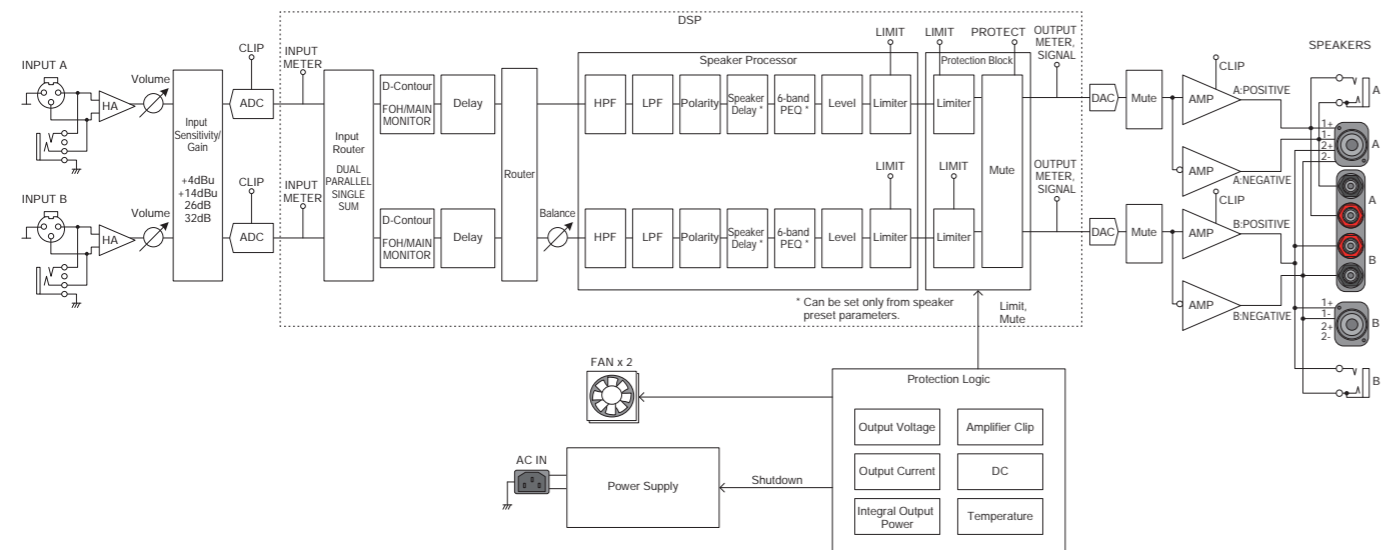 DSP
INPUT A
HA
Volume
INPUT B
HA
Volume
Input
Sensitivity/
Gain
+4dBu
+14dBu
26dB
32dB
CLIP
ADC
CLIP
ADC
INPUT
METER
INPUT
METER
Input
Router
DUAL
PARALLEL
SINGLE
SUM
D-Contour
FOH/MAIN
MONITOR
Delay
D-Contour
FOH/MAIN
MONITOR
Delay
Router
Balance
Speaker Processor
LIMIT
HPF
LPF
Polarity
Speaker
Delay *
6-band
PEQ *
Level
Limiter
LIMIT
HPF
LPF
Polarity
Speaker
Delay *
6-band
PEQ *
Level
Limiter
LIMIT
PROTECT
Protection Block
Limiter
LIMIT
Limiter
Mute
OUTPUT
METER,
SIGNAL
OUTPUT
METER,
SIGNAL
* Can be set only from speaker
preset parameters.
Limit,
Mute
DAC
Mute
CLIP
AMP
A:POSITIVE
AMP
A:NEGATIVE
DAC
Mute
CLIP
AMP
B:POSITIVE
AMP
B:NEGATIVE
SPEAKERS
A
1+
1-
2+
2-
A
A
B
1+
1-
2+
2-
B
B
FAN x 2
AC IN
Power Supply
Shutdown
Protection Logic
Output Voltage
Amplifier Clip
Output Current
DC
Integral Output
Power
Temperature